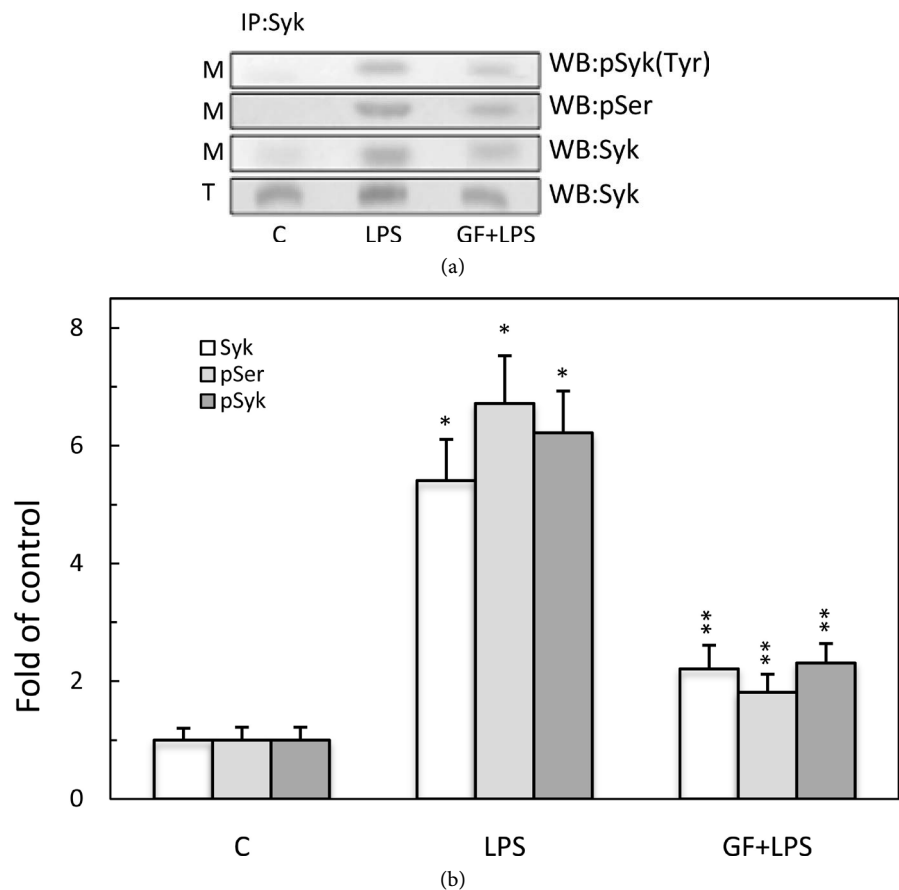 IP:Syk
M WB:pSyk(Tyr)
M WB:pSer
M WB:Syk
T WB:Syk
C LPS GF+LPS
(a)
8
6
4
2
0
Fold of control
Syk
pSer
pSyk
* * *
** ** **
C LPS GF+LPS
(b)